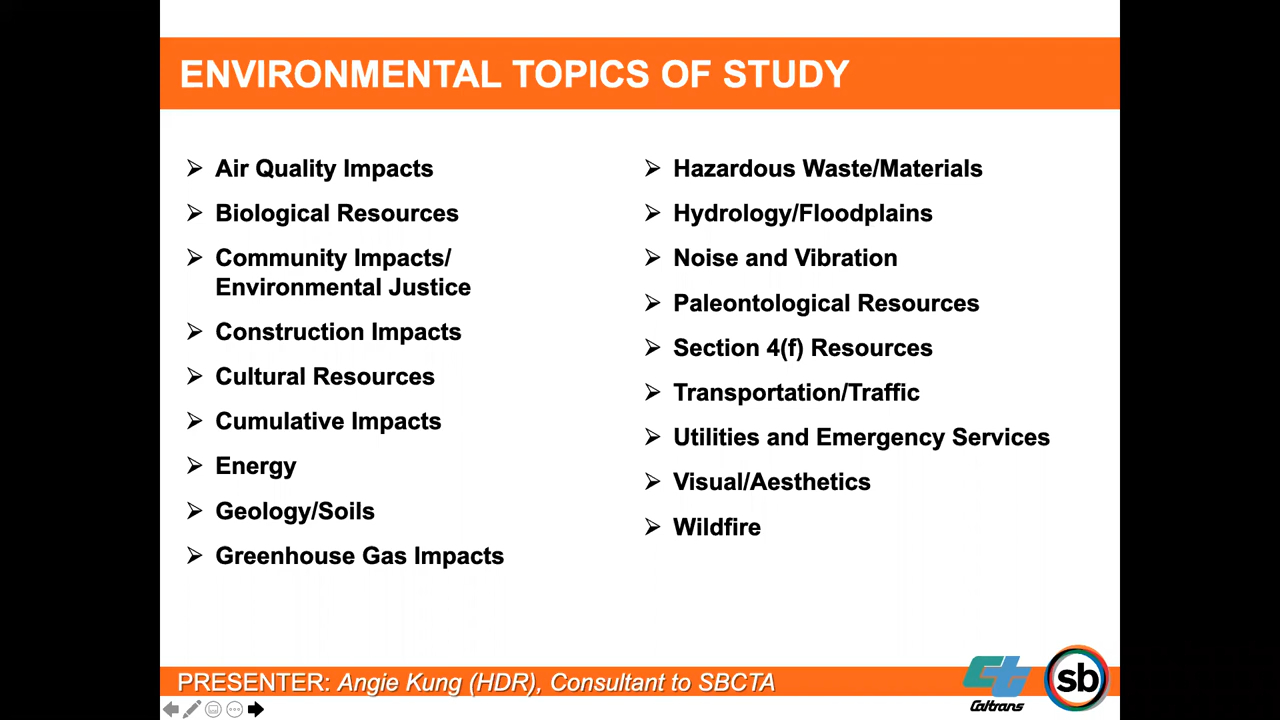 ENVIRONMENTAL TOPICS OF STUDY
Air Quality Impacts
Biological Resources
Community Impacts/
Environmental Justice
Construction Impacts
Cultural Resources
Cumulative Impacts
Energy
Geology/Soils
Greenhouse Gas Impacts
Hazardous Waste/Materials
Hydrology/Floodplains
Noise and Vibration
Paleontological Resources
Section 4(f) Resources
Transportation/Traffic
Utilities and Emergency Services
Visual/Aesthetics
Wildfire
PRESENTER: Angie Kung (HDR), Consultant to SBCTA
Caltrans
sb